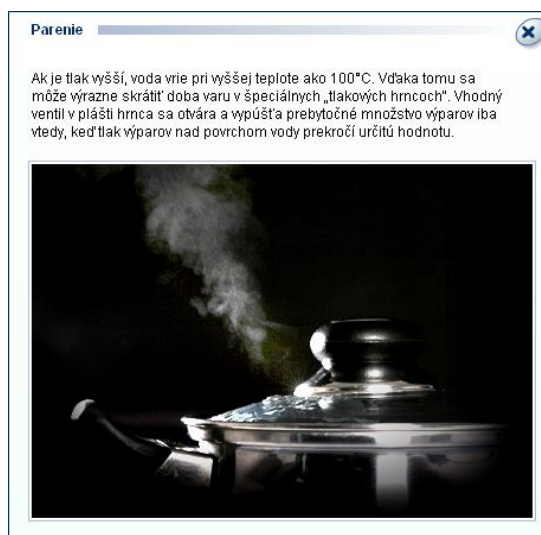 Parenie
Ak je tlak vyšší, voda vrie pri vyššej teplote ako 100°C. Vďaka tomu sa
môže výrazne skrátiť doba varu v špeciálnych „tlakových hrncoch". Vhodný
ventil v plášti hrnca sa otvára a vypúšťa prebytočné množstvo výparov iba
vtedy, keď tlak výparov nad povrchom vody prekročí určitú hodnotu.